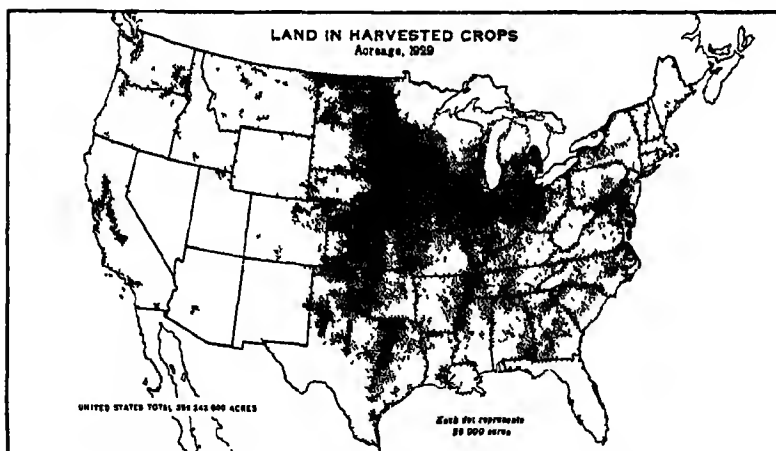 LAND IN HARVESTED CROPS
Acreage, 1929
UNITED STATES TOTAL ACRES
Each dot represents
acres